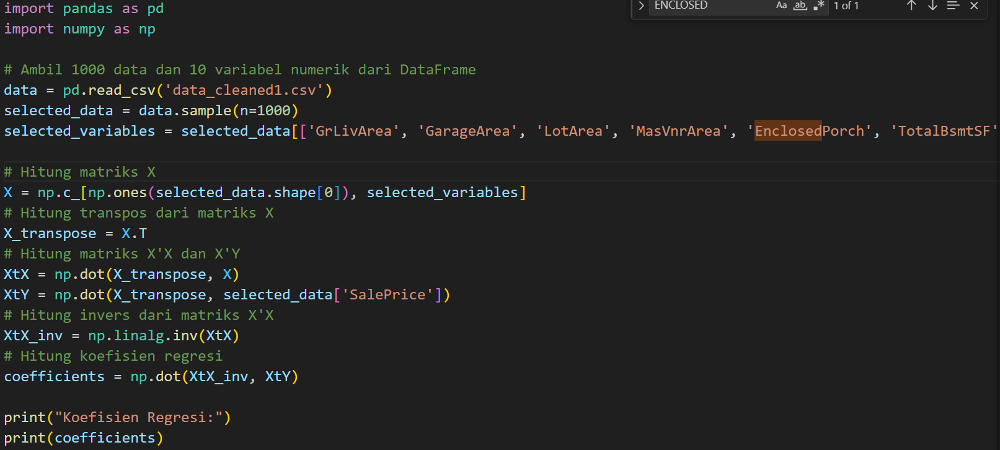 import pandas as pd
ENCLOSED Aa ab 1 of 1
import numpy as np
# Ambil 1000 data dan 10 variabel numerik dari DataFrame
data = pd.read_csv('data_cleaned1.csv')
selected_data = data.sample(n=1000)
selected_variables = selected_data[['GrLivArea', 'GarageArea', 'LotArea', 'MasVnrArea', 'EnclosedPorch', 'TotalBsmtSF'
# Hitung matriks X
X = np.c_[np.ones(selected_data.shape[0]), selected_variables]
# Hitung transpos dari matriks X
X_transpose = X.T
# Hitung matriks X'X dan X'Y
XtX = np.dot(X_transpose, X)
XtY = np.dot(X_transpose, selected_data['SalePrice'])
# Hitung invers dari matriks X'X
XtX_inv = np.linalg.inv(XtX)
# Hitung koefisien regresi
coefficients = np.dot(XtX_inv, XtY)
print("Koefisien Regresi:")
print(coefficients)